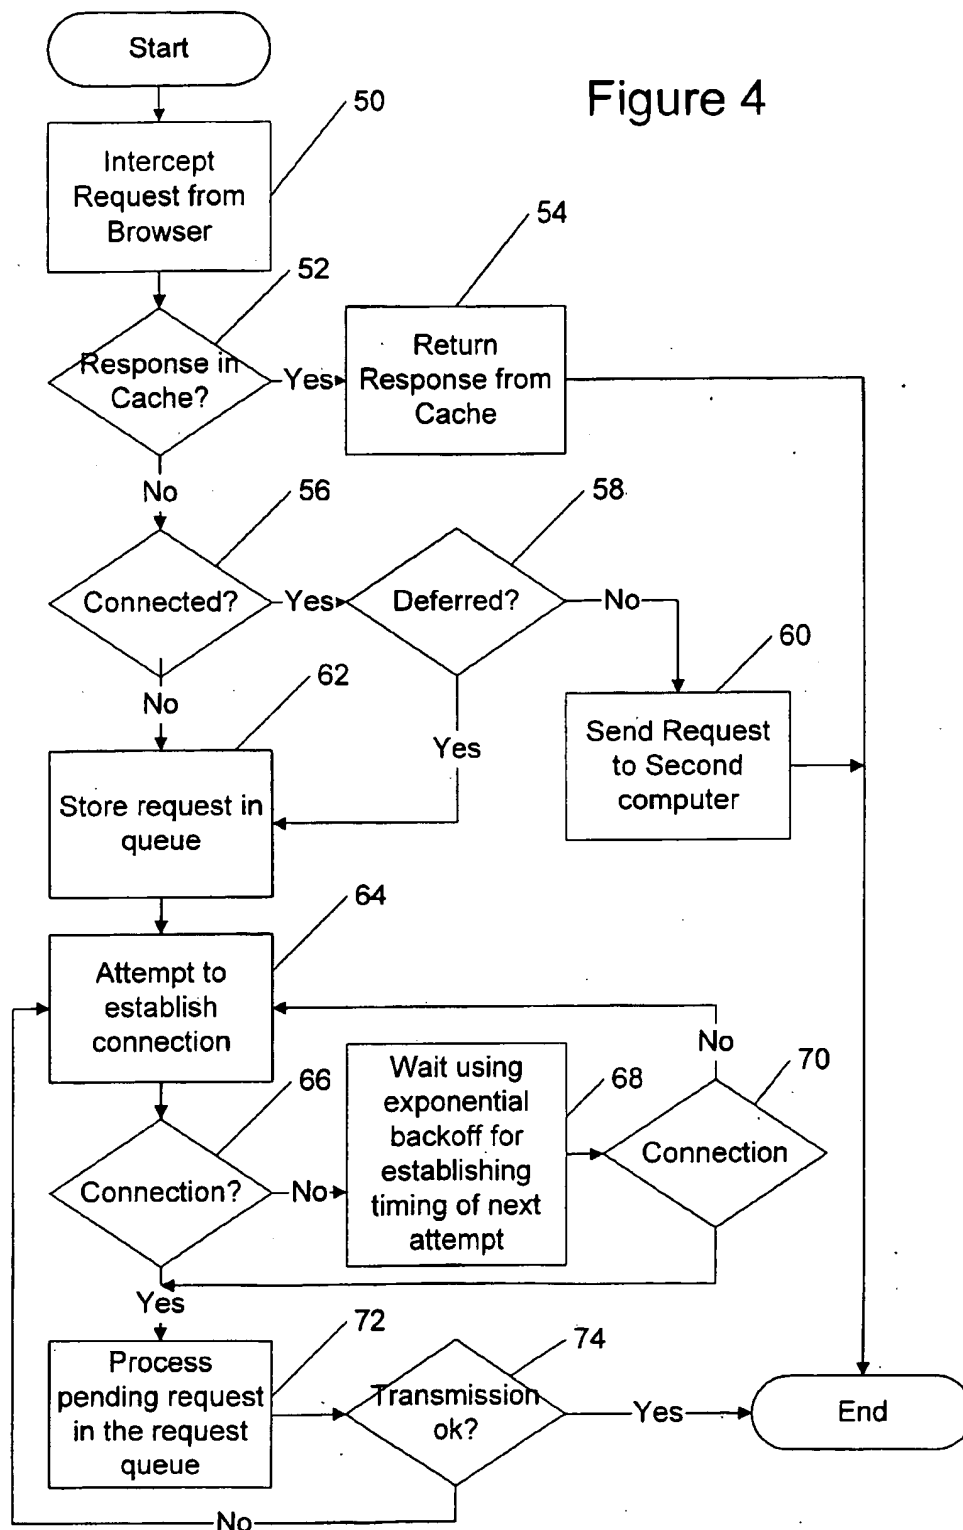 Start
Figure 4
50
Intercept
Request from
Browser
52
54
Response in
Cache?
Yes
Return
Response from
Cache
No
56
58
Connected?
Yes
Deferred?
No
60
No
62
Yes
Send Request
to Second
computer
Store request in
queue
64
Attempt to
establish
connection
No
70
66
68
Wait using
exponential
backoff for
establishing
timing of next
attempt
Connection
Connection?
No
Yes
72
74
Process
pending request
in the request
queue
Transmission
ok?
Yes
End
No